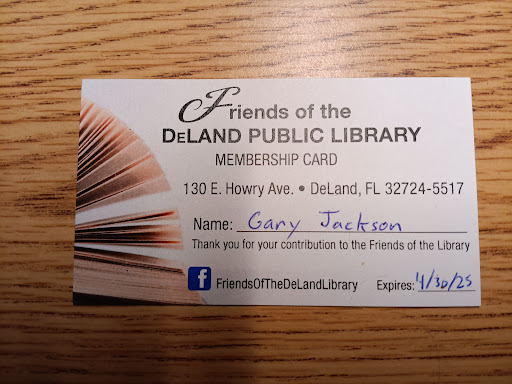 Friends of the
DELAND PUBLIC LIBRARY
MEMBERSHIP CARD
130 E. Howry Ave. • DeLand, FL 32724-5517
Name: Gary Jackson
Thank you for your contribution to the Friends of the Library
f FriendsOfTheDeLandLibrary Expires: 4/30/25